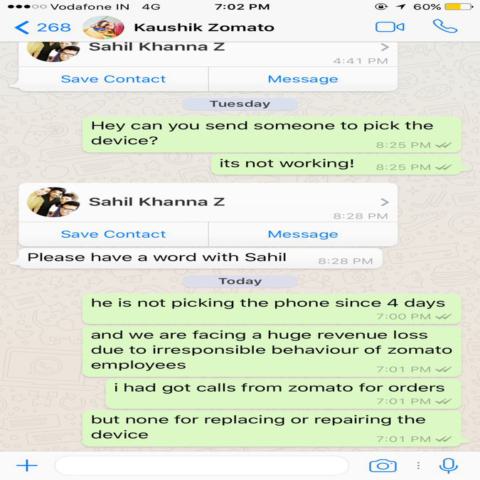 Vodafone IN 4G 7:02 PM 60%
268 Kaushik Zomato
Sahil Khanna Z
4:41 PM
Save Contact Message
Tuesday
Hey can you send someone to pick the
device? 8:25 PM
its not working! 8:25 PM
Sahil Khanna Z
8:28 PM
Save Contact Message
Please have a word with Sahil 8:28 PM
Today
he is not picking the phone since 4 days
7:00 PM
and we are facing a huge revenue loss
due to irresponsible behaviour of zomato
employees 7:01 PM
i had got calls from zomato for orders
7:01 PM
but none for replacing or repairing the
device 7:01 PM